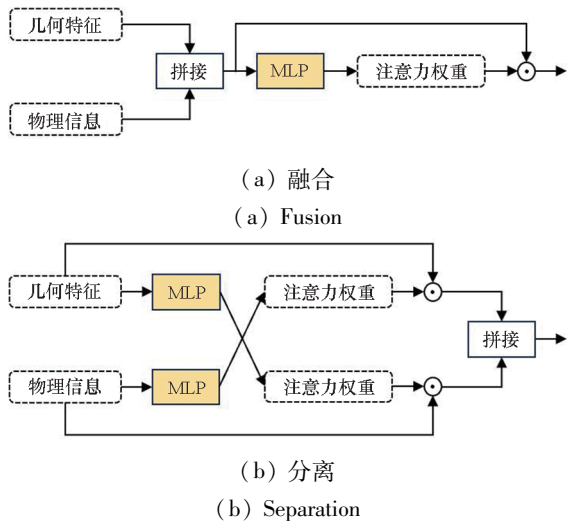 几何特征
拼接
MLP
注意力权重
物理信息
(a) 融合
(a) Fusion
几何特征
MLP
注意力权重
拼接
物理信息
MLP
注意力权重
(b) 分离
(b) Separation